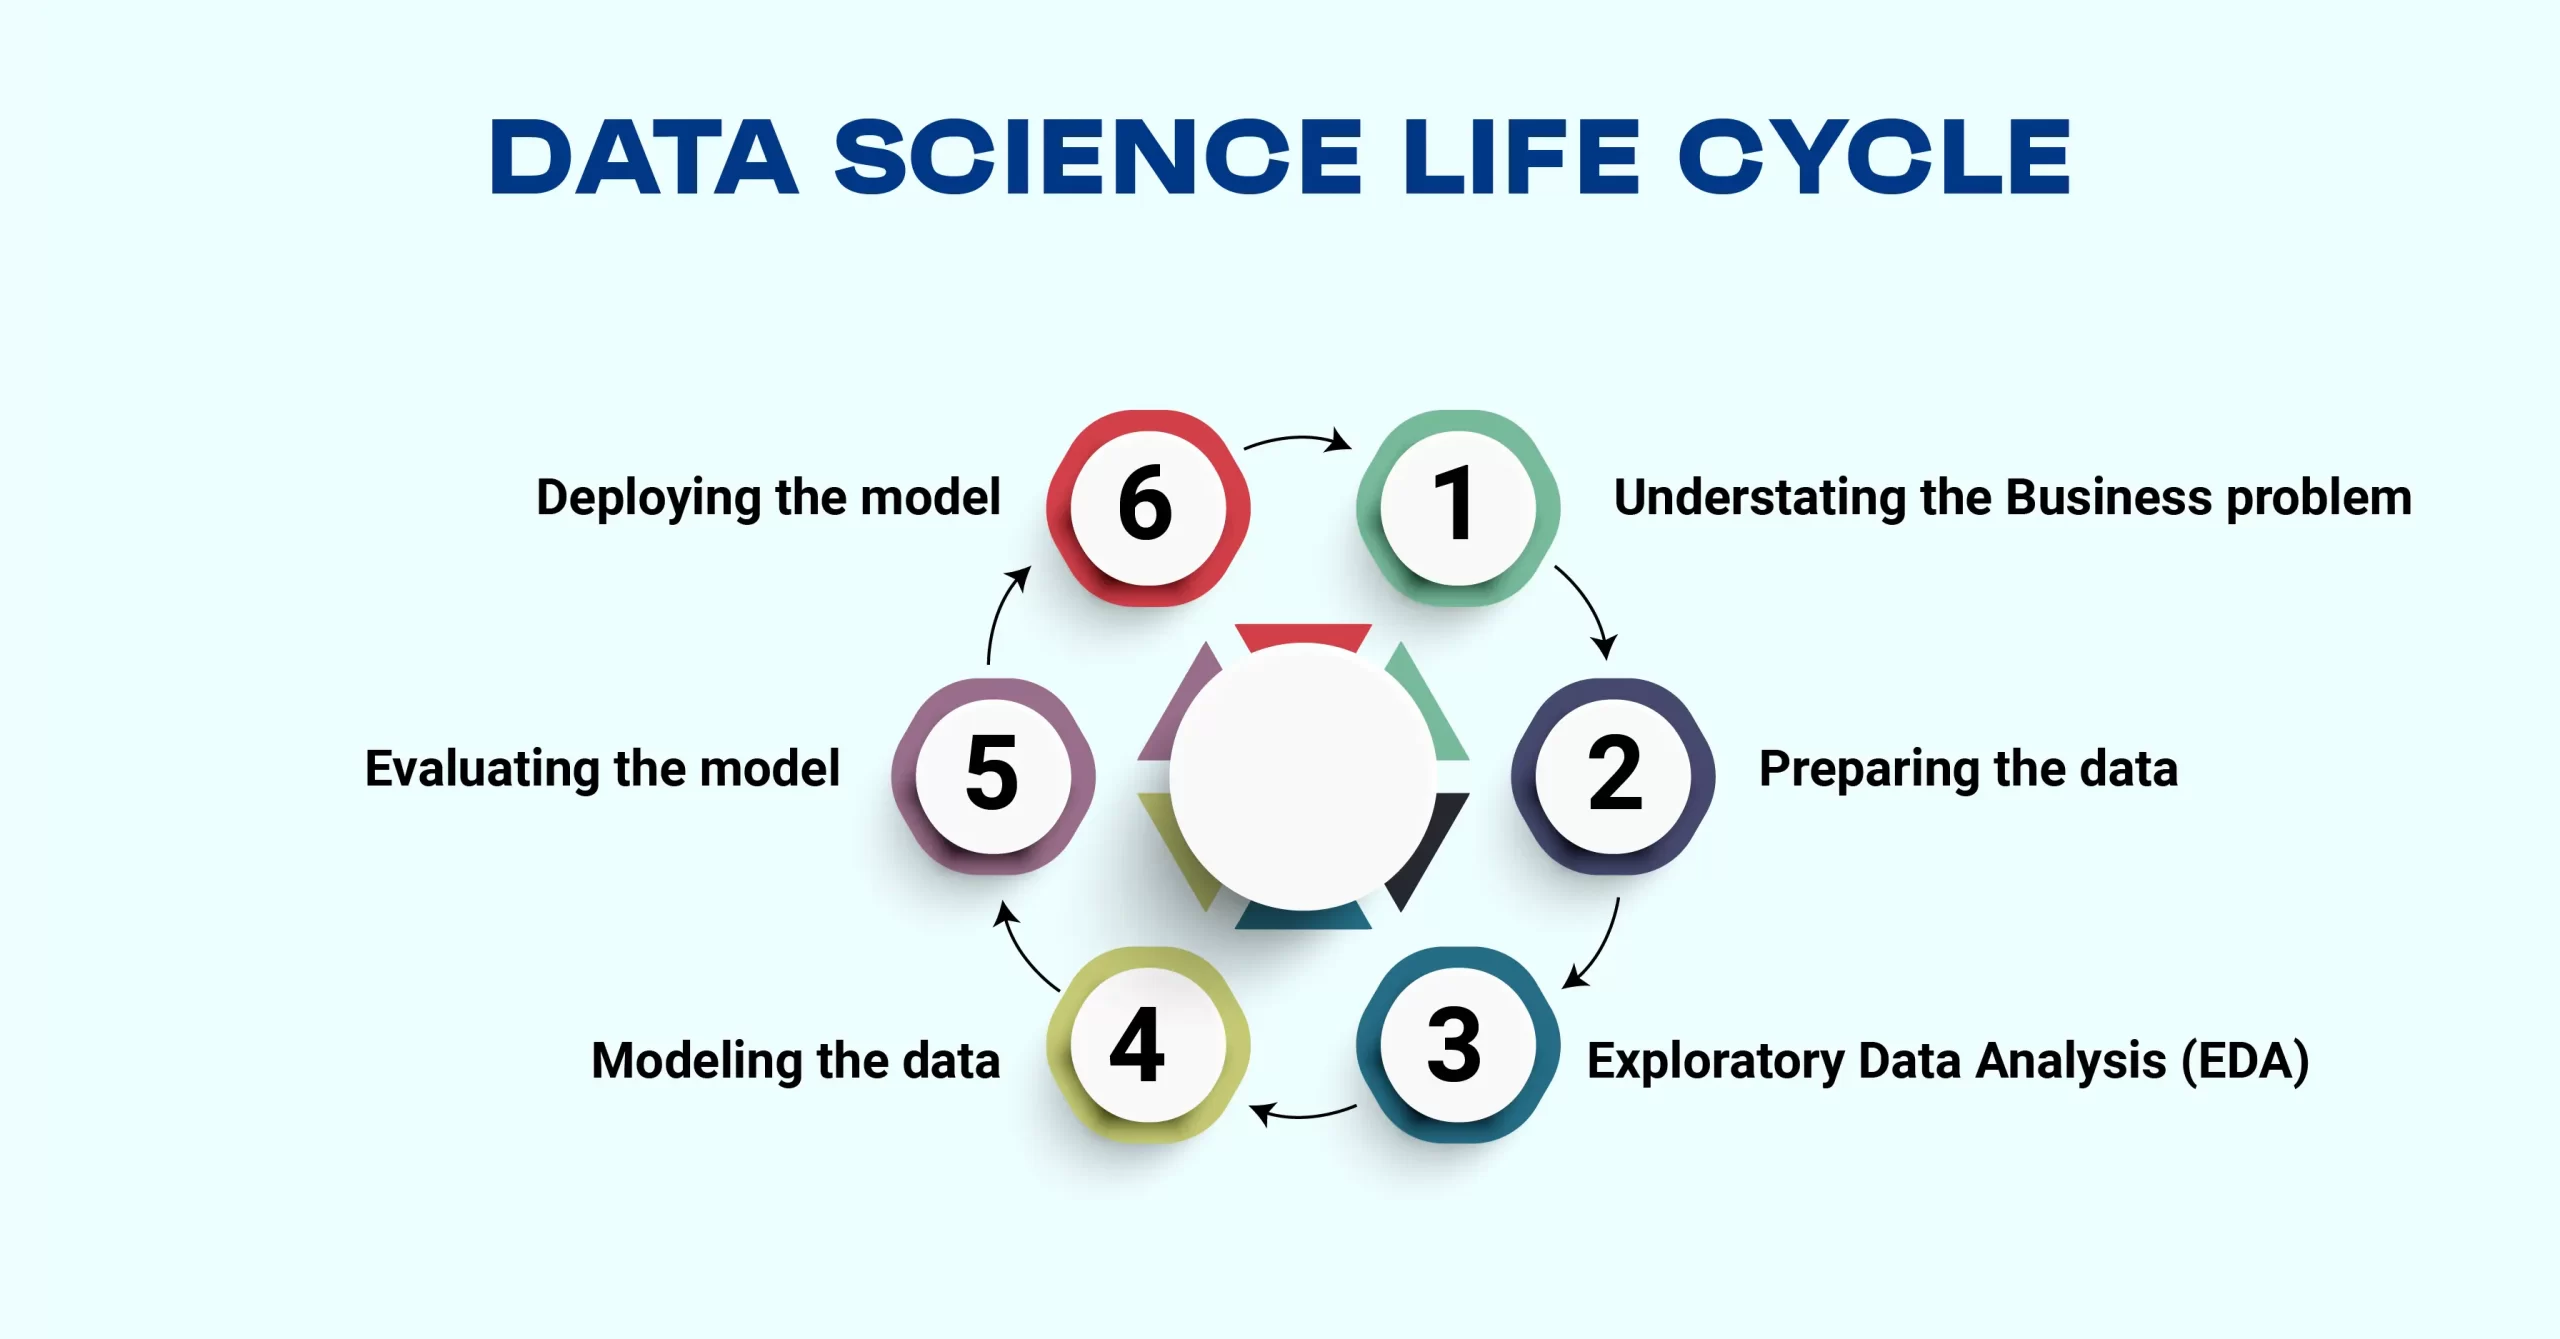 DATA SCIENCE LIFE CYCLE
6
1
Deploying the model
Understating the Business problem
5
2
Evaluating the model
Preparing the data
4
3
Modeling the data
Exploratory Data Analysis (EDA)